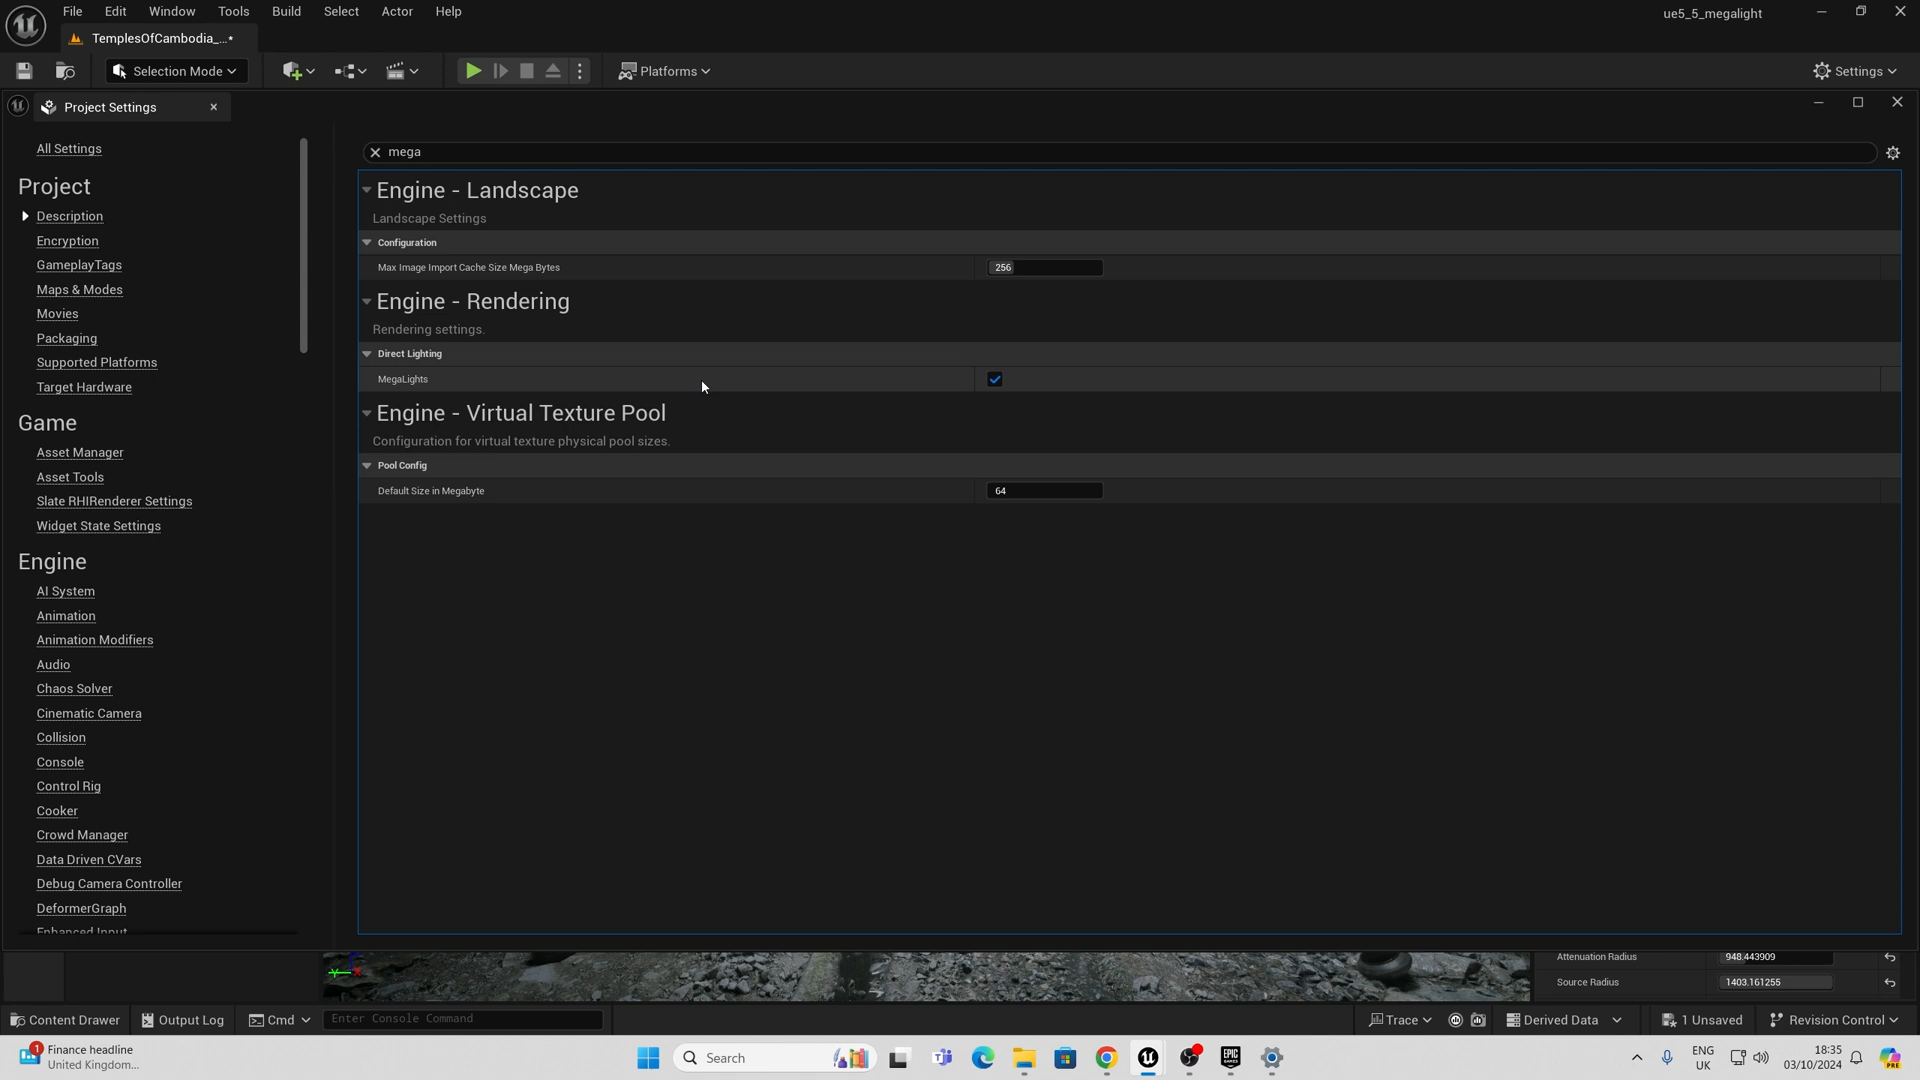 File Edit Window Tools Build Select Actor Help
ue5_5_megalight
TemplesOfCambodia_...*
Selection Mode
Platforms
Settings
Project Settings
All Settings
Project
Description
Encryption
GameplayTags
Maps & Modes
Movies
Packaging
Supported Platforms
Target Hardware
Game
Asset Manager
Asset Tools
Slate RHIRenderer Settings
Widget State Settings
Engine
AI System
Animation
Animation Modifiers
Audio
Chaos Solver
Cinematic Camera
Collision
Console
Control Rig
Cooker
Crowd Manager
Data Driven CVars
Debug Camera Controller
DeformerGraph
Enhanced Input
mega
Engine - Landscape
Landscape Settings
Configuration
Max Image Import Cache Size Mega Bytes 256
Engine - Rendering
Rendering settings.
Direct Lighting
MegaLights
Engine - Virtual Texture Pool
Configuration for virtual texture physical pool sizes.
Pool Config
Default Size in Megabyte 64
Attenuation Radius 948.443909
Source Radius 1403.161255
Content Drawer Output Log Cmd Enter Console Command Trace Derived Data 1 Unsaved Revision Control
1 Finance headline
United Kingdom...
Search
EPIC GAMES
ENG
UK
18:35
03/10/2024
PRE